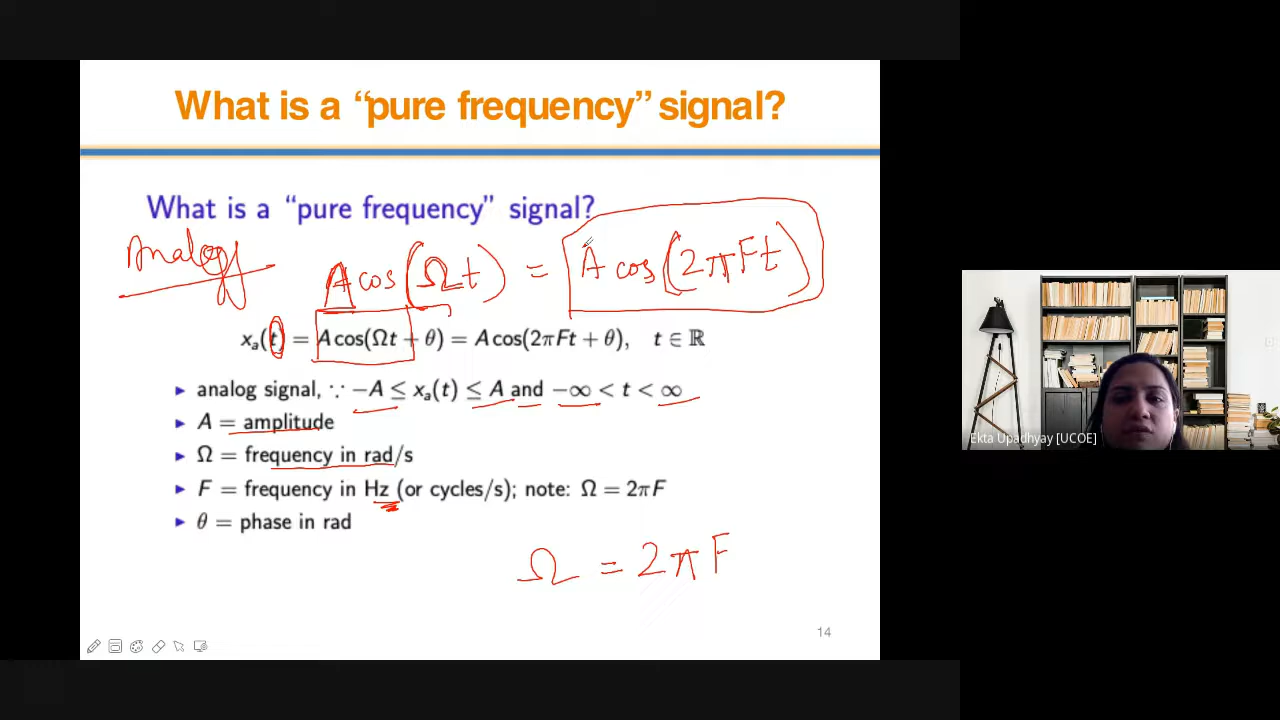 What is a “pure frequency” signal?
What is a “pure frequency” signal?
Analog
A cos(Ωt) = A cos(2πFt)
xₐ(t) = A cos(Ωt + θ) = A cos(2πFt + θ), t ∈ ℝ
▶ analog signal, ∵ −A ≤ xₐ(t) ≤ A and −∞ < t < ∞
▶ A = amplitude
▶ Ω = frequency in rad/s
▶ F = frequency in Hz (or cycles/s); note: Ω = 2πF
▶ θ = phase in rad
Ω = 2πF
14
Ekta Upadhyay [UCOE]